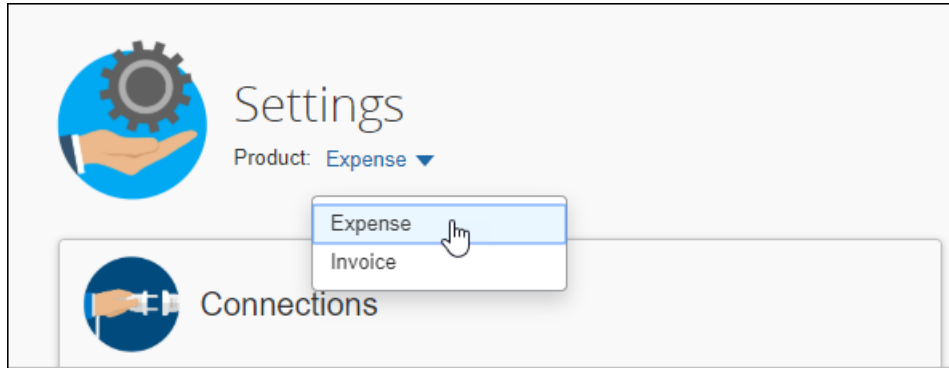 Settings
Product: Expense
Expense
Invoice
Connections